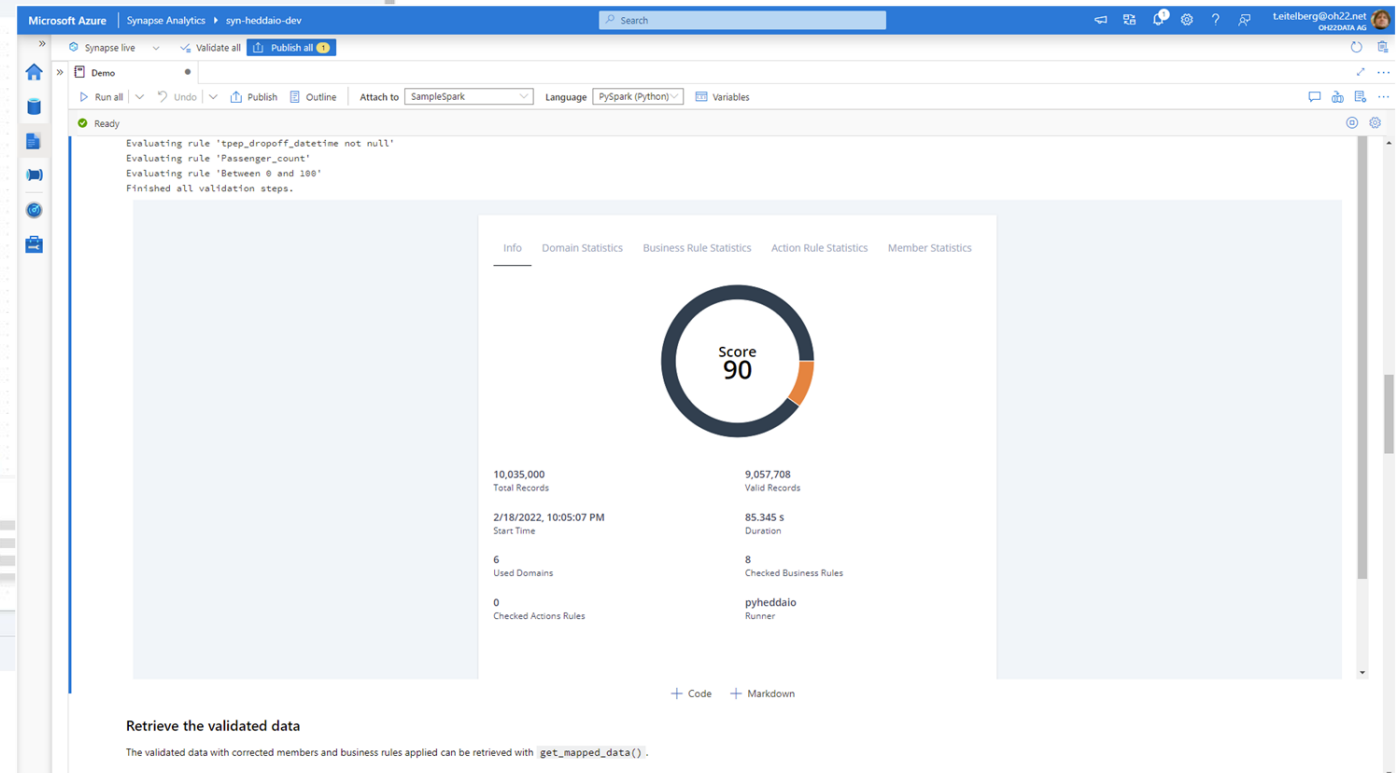 Microsoft Azure Synapse Analytics syn-heddaio-dev Search 1 t.eitelberg@oh22.net
OH22DATA AG
Synapse live Validate all Publish all 1
Demo
Run all Undo Publish Outline Attach to SampleSpark Language PySpark (Python) Variables
Ready
Evaluating rule 'tpep_dropoff_datetime not null'
Evaluating rule 'Passenger_count'
Evaluating rule 'Between 0 and 100'
Finished all validation steps.
Info Domain Statistics Business Rule Statistics Action Rule Statistics Member Statistics
Score
90
10,035,000 9,057,708
Total Records Valid Records
2/18/2022, 10:05:07 PM 85.345 s
Start Time Duration
6 8
Used Domains Checked Business Rules
0 pyheddaio
Checked Actions Rules Runner
Code Markdown
Retrieve the validated data
The validated data with corrected members and business rules applied can be retrieved with get_mapped_data() .